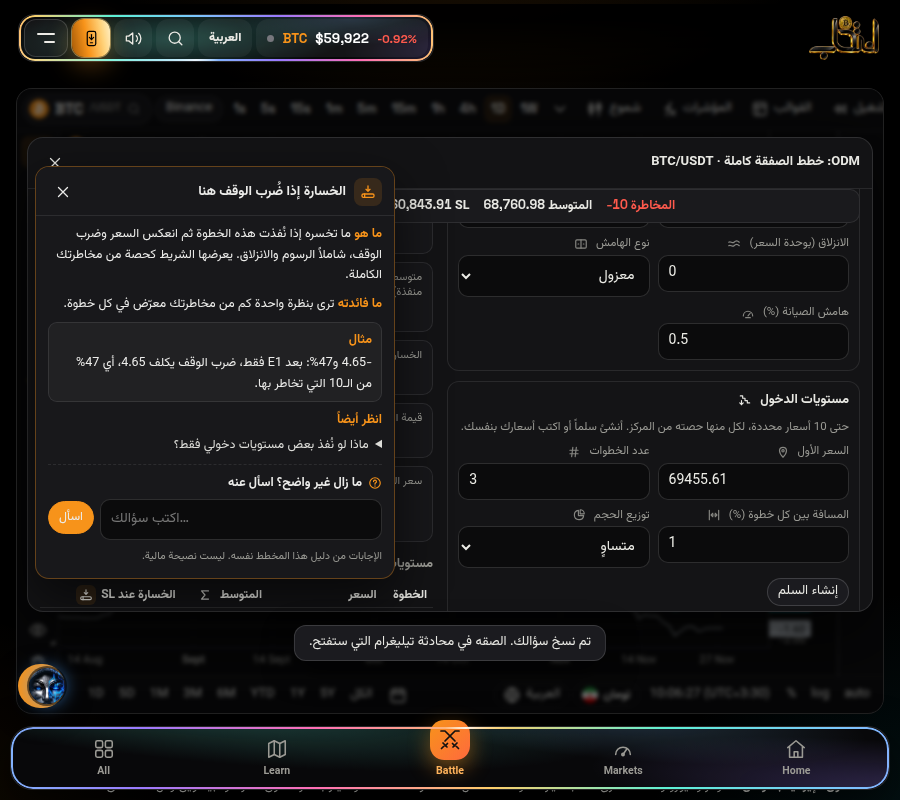 العربية
BTC $59,922 -0.92%
ODM: خطط الصفقة كاملة · BTC/USDT
المخاطرة 10-
المتوسط 68,760.98
60,843.91 SL
الانزلاق (بوحدة السعر)
نوع الهامش
0
معزول
هامش الصيانة (%)
0.5
مستويات الدخول
حتى 10 أسعار محددة، لكل منها حصته من المركز. أنشئ سلماً أو اكتب أسعارك بنفسك.
السعر الأول
عدد الخطوات
69455.61
3
المسافة بين كل خطوة (%)
توزيع الحجم
1
متساوٍ
إنشاء السلم
الخسارة إذا ضُرب الوقف هنا
ما هو ما تخسره إذا نُفذت هذه الخطوة ثم انعكس السعر وضرب
الوقف، شاملاً الرسوم والانزلاق. يعرضها الشريط كحصة من مخاطرتك
الكاملة.
ما فائدته ترى بنظرة واحدة كم من مخاطرتك معرّض في كل خطوة.
مثال
-4.65 و47%: بعد E1 فقط، ضرب الوقف يكلف 4.65، أي 47%
من الـ10 التي تخاطر بها.
انظر أيضاً
ماذا لو نُفذ بعض مستويات دخولي فقط؟
ما زال غير واضح؟ اسأل عنه
اكتب سؤالك...
اسأل
الإجابات من دليل هذا المخطط نفسه. ليست نصيحة مالية.
الخطوة
السعر
المتوسط
الخسارة عند SL
تم نسخ سؤالك. الصقه في محادثة تيليغرام التي ستفتح.
All
Learn
Battle
Markets
Home